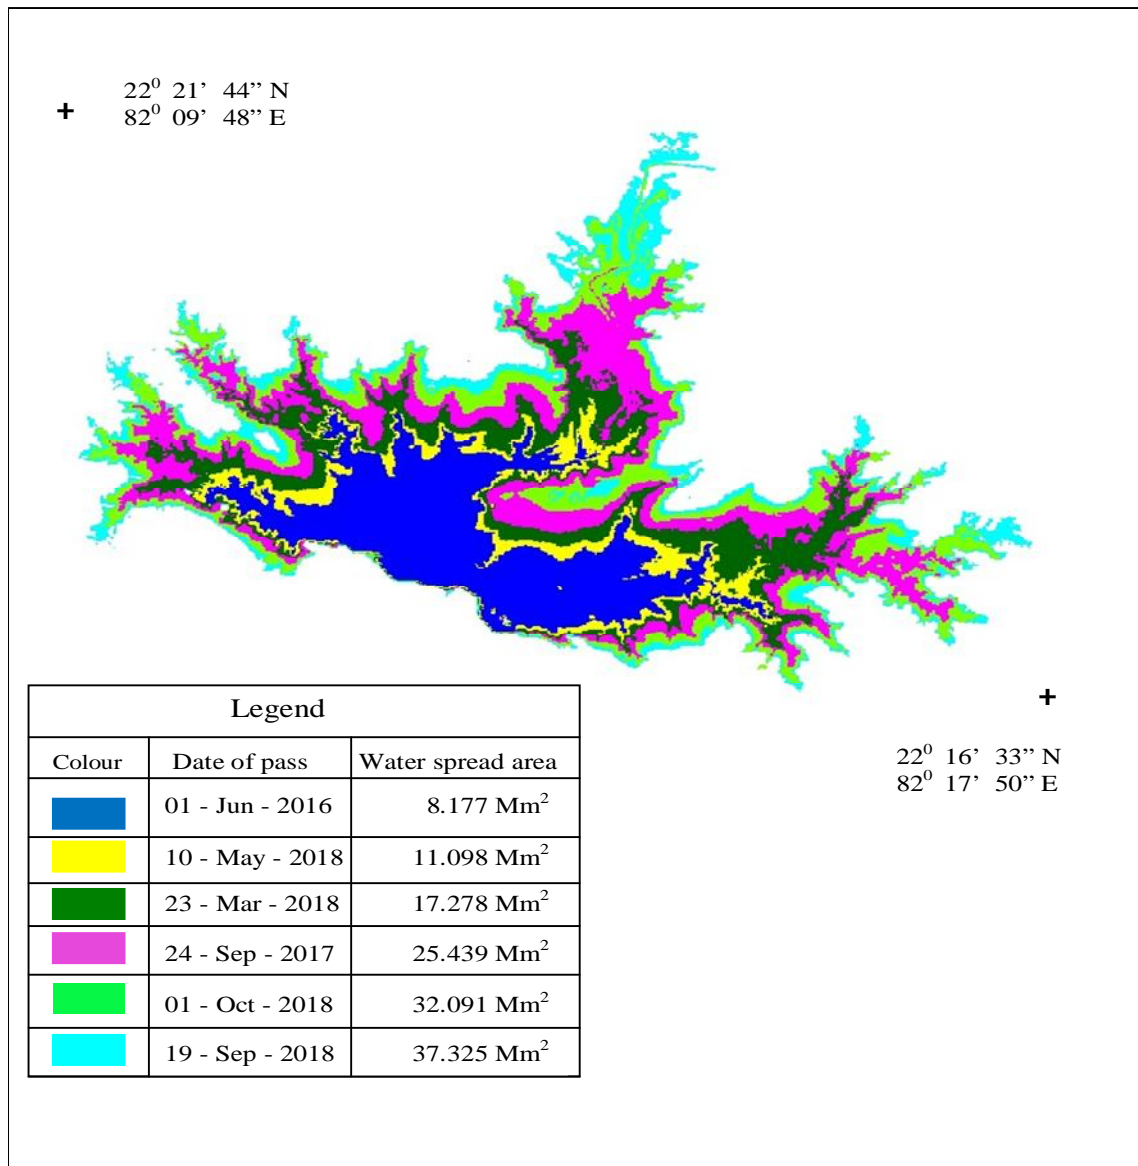 22⁰ 21’ 44” N
82⁰ 09’ 48” E
22⁰ 16’ 33” N
82⁰ 17’ 50” E
Legend
Colour Date of pass Water spread area
01 - Jun - 2016 8.177 Mm²
10 - May - 2018 11.098 Mm²
23 - Mar - 2018 17.278 Mm²
24 - Sep - 2017 25.439 Mm²
01 - Oct - 2018 32.091 Mm²
19 - Sep - 2018 37.325 Mm²